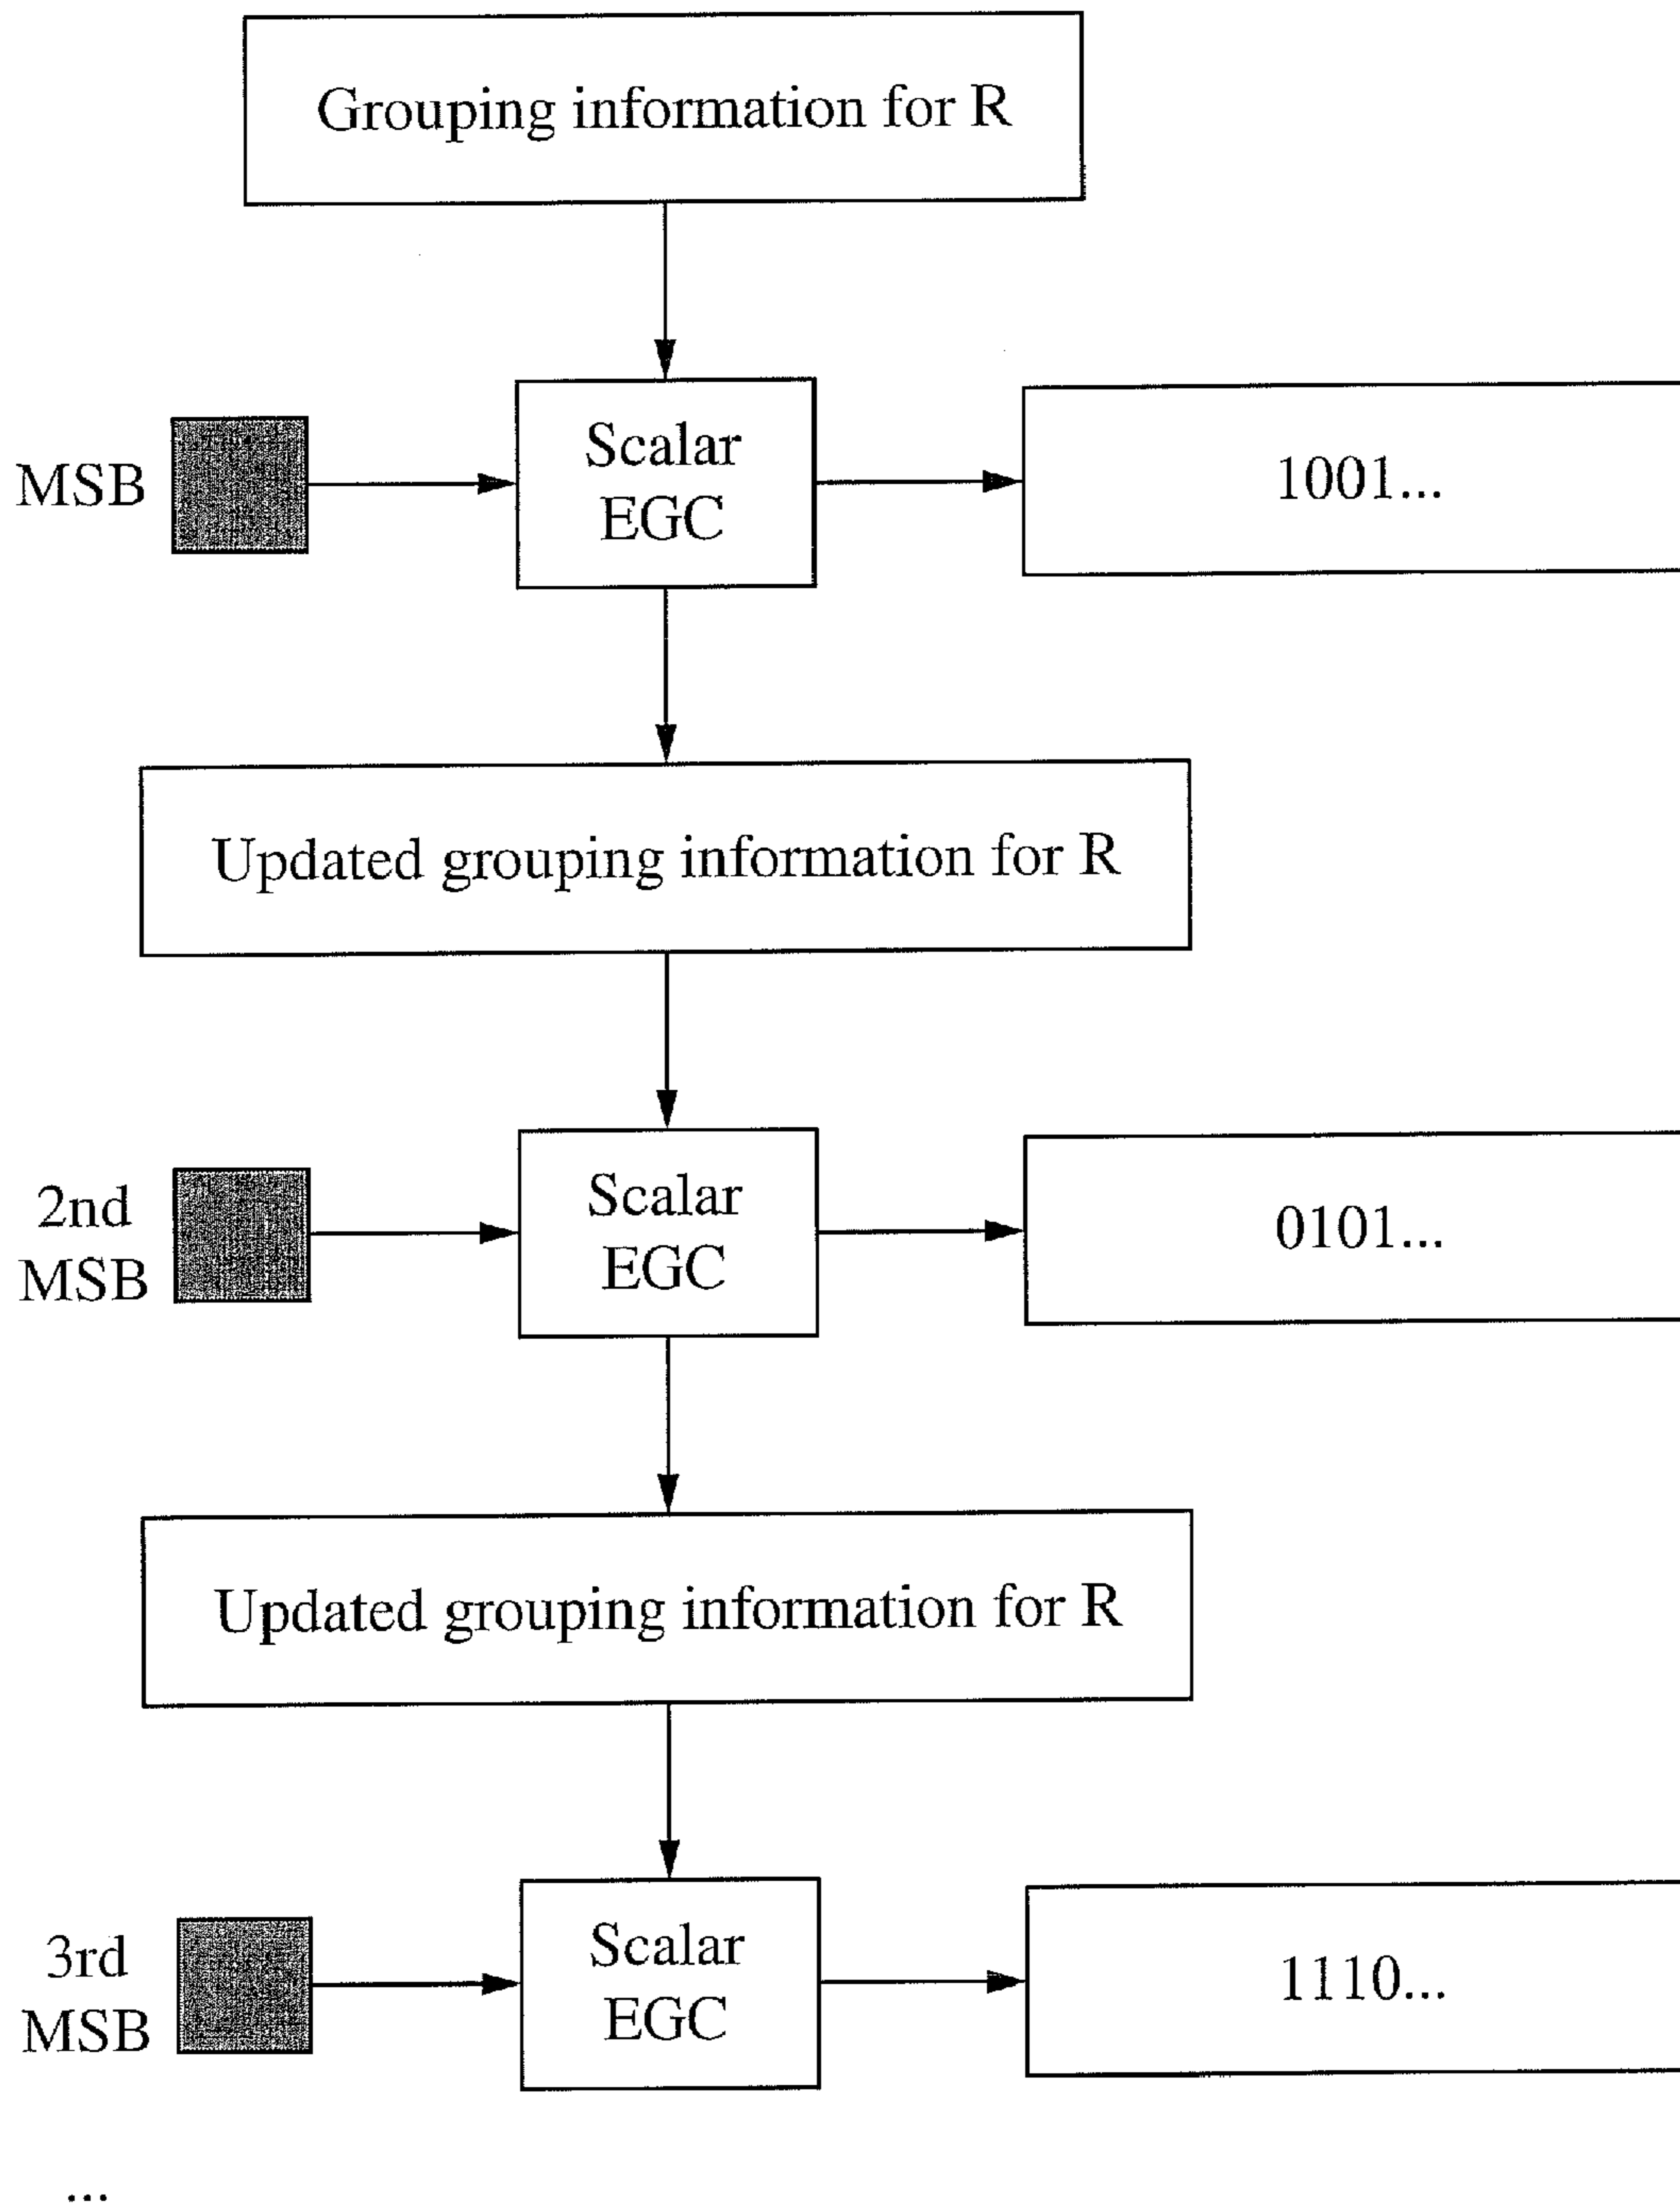 Grouping information for R
MSB
Scalar
EGC
1001...
Updated grouping information for R
2nd
MSB
Scalar
EGC
0101...
Updated grouping information for R
3rd
MSB
Scalar
EGC
1110...
...